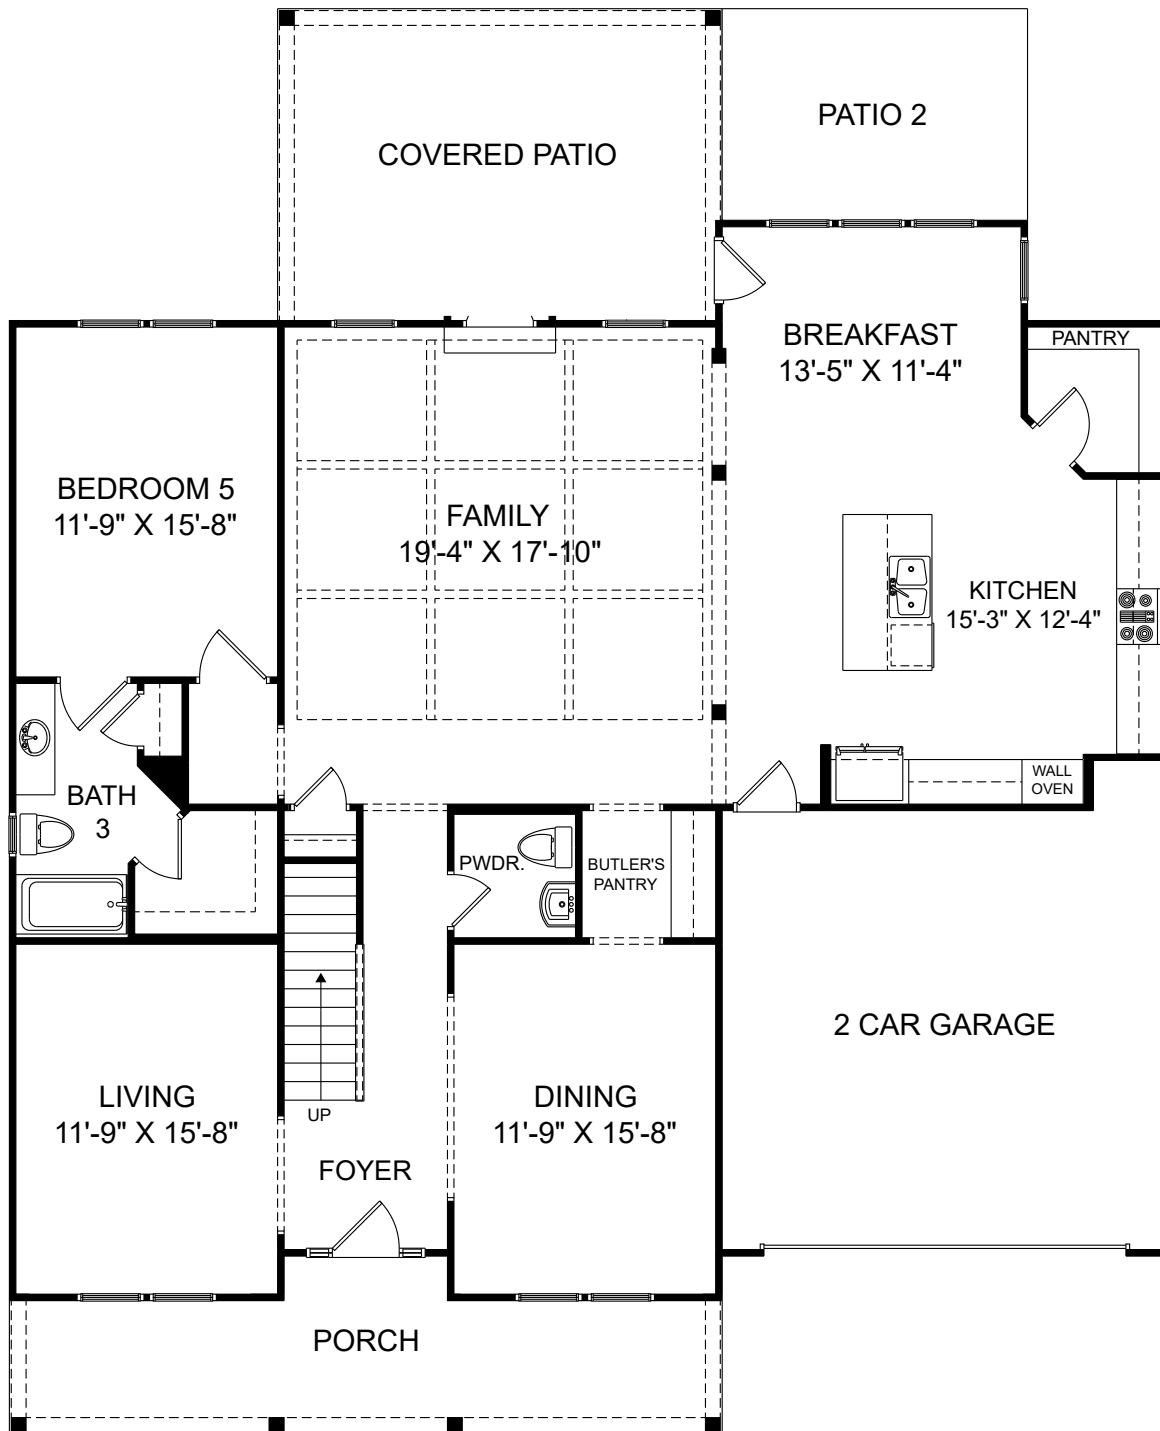 PATIO 2
COVERED PATIO
BREAKFAST
13'-5" X 11'-4"
PANTRY
BEDROOM 5
11'-9" X 15'-8"
FAMILY
19'-4" X 17'-10"
KITCHEN
15'-3" X 12'-4"
WALL
OVEN
BATH
3
PWDR.
BUTLER'S
PANTRY
2 CAR GARAGE
LIVING
11'-9" X 15'-8"
UP
DINING
11'-9" X 15'-8"
FOYER
PORCH